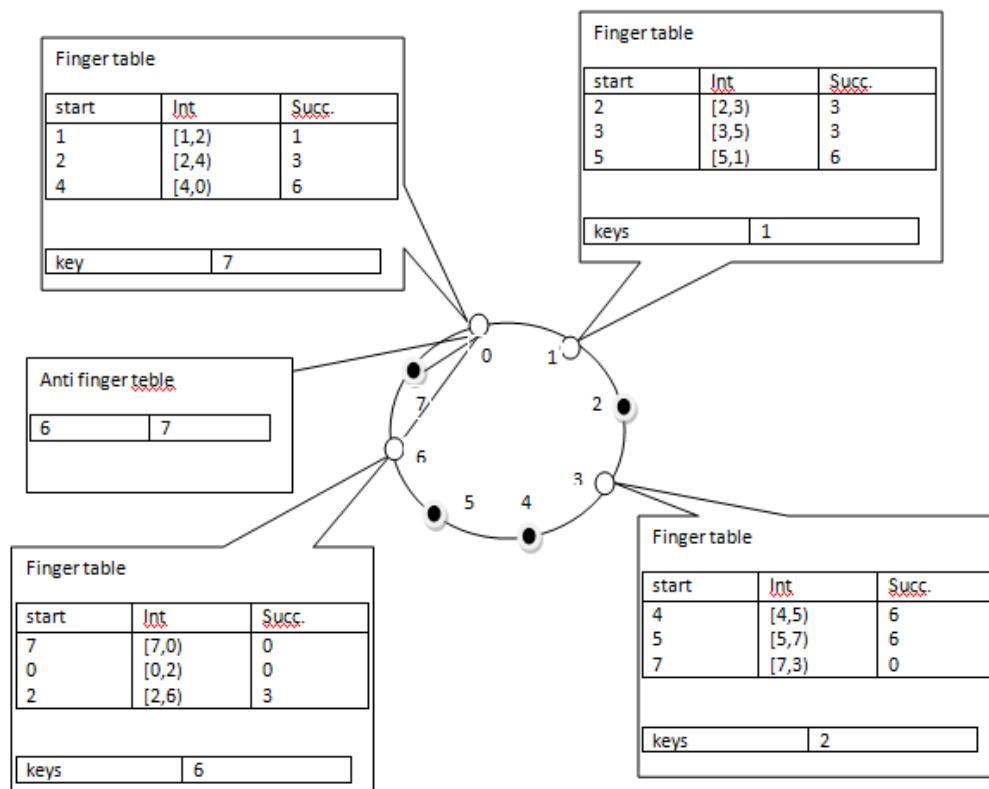 Finger table
start Int Succ.
1 [1,2) 1
2 [2,4) 3
4 [4,0) 6
key 7
Finger table
start Int Succ.
2 [2,3) 3
3 [3,5) 3
5 [5,1) 6
keys 1
Anti finger teble
6 7
0
1
2
3
4
5
6
7
Finger table
start Int Succ.
7 [7,0) 0
0 [0,2) 0
2 [2,6) 3
keys 6
Finger table
start Int Succ.
4 [4,5) 6
5 [5,7) 6
7 [7,3) 0
keys 2